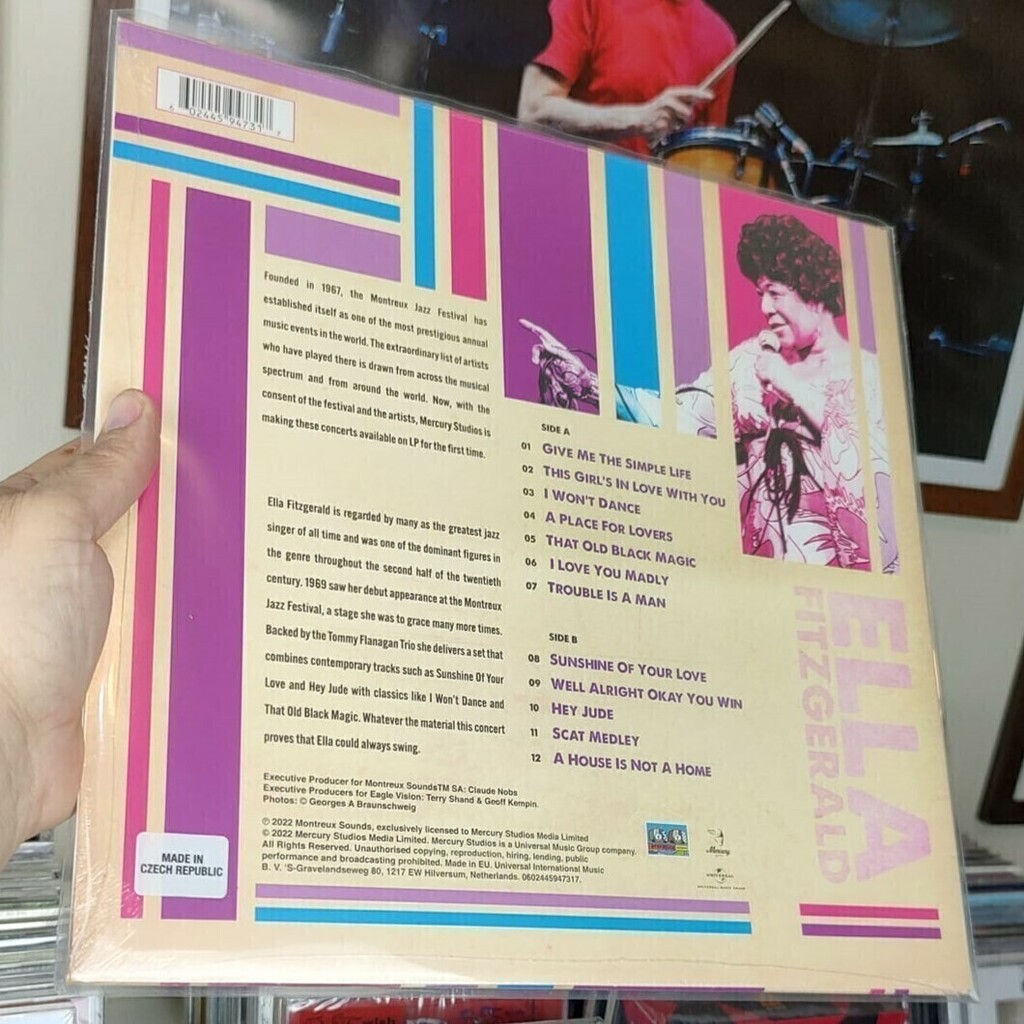 6 02445 94731 7
Founded in 1967, the Montreux Jazz Festival has
established itself as one of the most prestigious annual
music events in the world. The extraordinary list of artists
who have played there is drawn from across the musical
spectrum and from around the world. Now, with the
consent of the festival and the artists, Mercury Studios is
making these concerts available on LP for the first time.
Ella Fitzgerald is regarded by many as the greatest jazz
singer of all time and was one of the dominant figures in
the genre throughout the second half of the twentieth
century. 1969 saw her debut appearance at the Montreux
Jazz Festival, a stage she was to grace many more times.
Backed by the Tommy Flanagan Trio she delivers a set that
combines contemporary tracks such as Sunshine Of Your
Love and Hey Jude with classics like I Won't Dance and
That Old Black Magic. Whatever the material this concert
proves that Ella could always swing.
Executive Producer for Montreux SoundsTM SA: Claude Nobs
Executive Producers for Eagle Vision: Terry Shand & Geoff Kempin.
Photos: © Georges A Braunschweig
℗ 2022 Montreux Sounds, exclusively licensed to Mercury Studios Media Limited
© 2022 Mercury Studios Media Limited. Mercury Studios is a Universal Music Group company.
All Rights Reserved. Unauthorised copying, reproduction, hiring, lending, public
performance and broadcasting prohibited. Made in EU. Universal International Music
B. V. 'S-Gravelandseweg 80, 1217 EW Hilversum, Netherlands. 0602445947317.
MADE IN
CZECH REPUBLIC
SIDE A
01 GIVE ME THE SIMPLE LIFE
02 THIS GIRL'S IN LOVE WITH YOU
03 I WON'T DANCE
04 A PLACE FOR LOVERS
05 THAT OLD BLACK MAGIC
06 I LOVE YOU MADLY
07 TROUBLE IS A MAN
SIDE B
08 SUNSHINE OF YOUR LOVE
09 WELL ALRIGHT OKAY YOU WIN
10 HEY JUDE
11 SCAT MEDLEY
12 A HOUSE IS NOT A HOME
ELLA
FITZGERALD
Mercury
UNIVERSAL